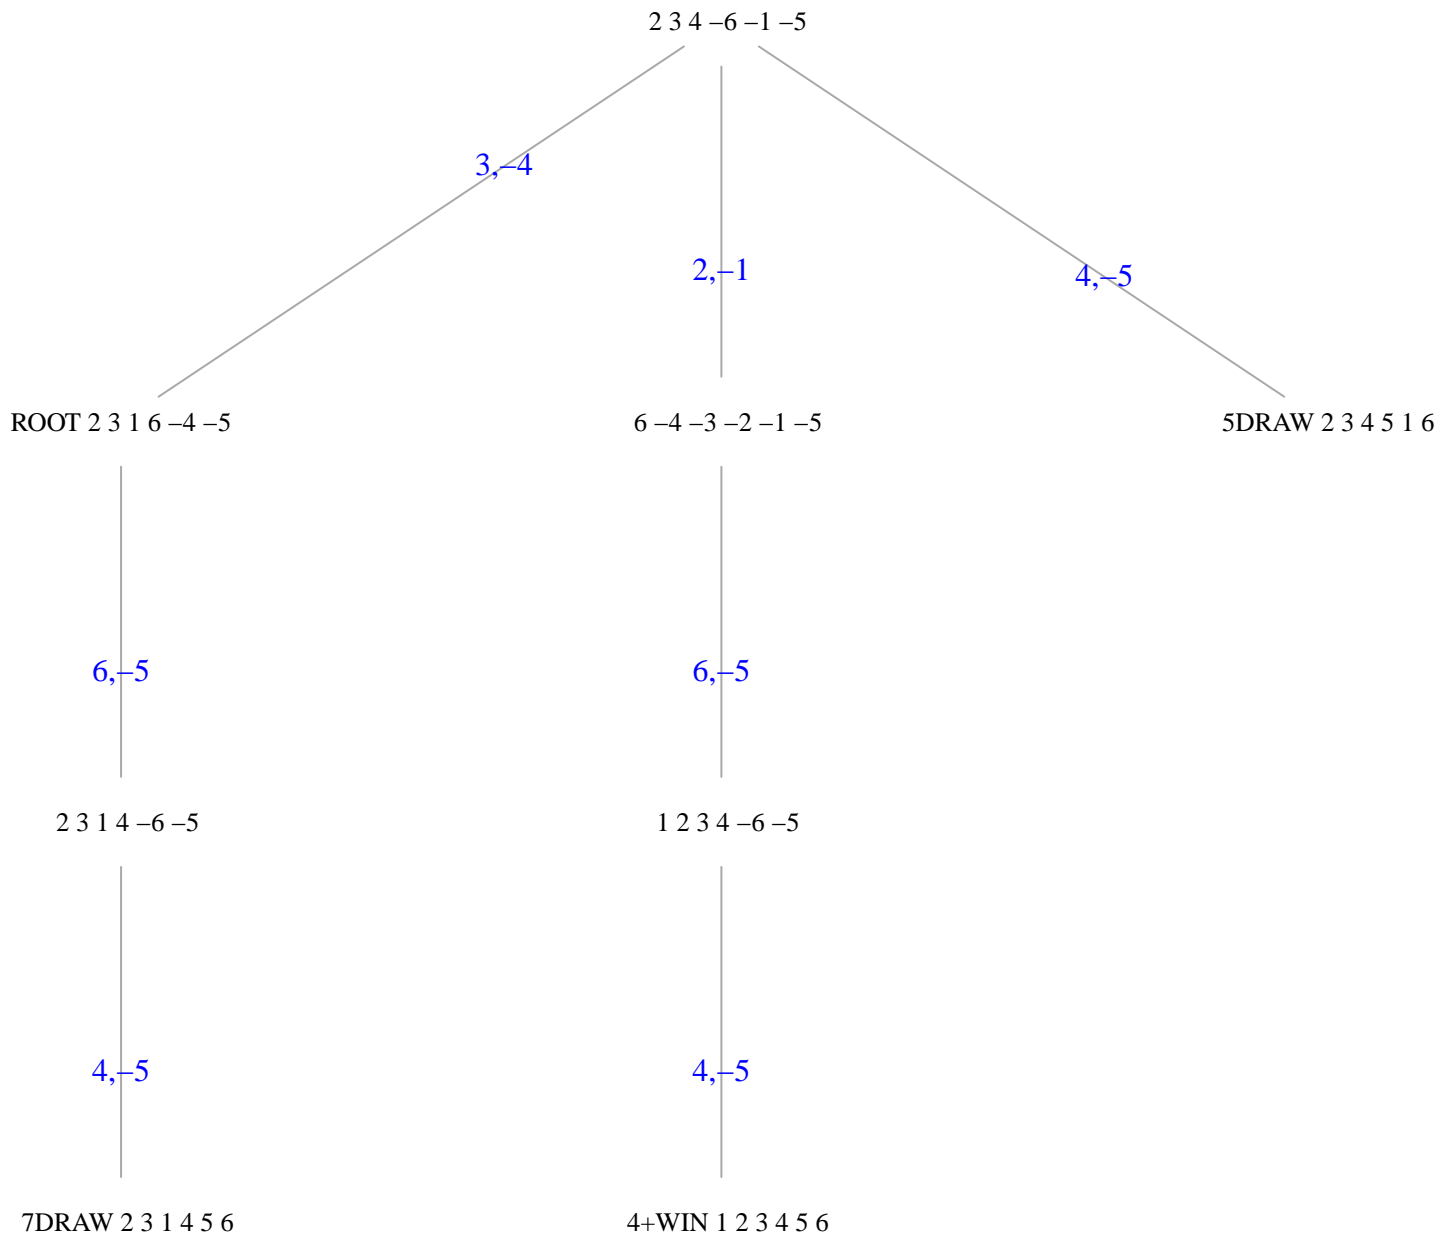 2 3 4 –6 –1 –5
3,–4
2,–1
4,–5
ROOT 2 3 1 6 –4 –5
6 –4 –3 –2 –1 –5
5DRAW 2 3 4 5 1 6
6,–5
6,–5
2 3 1 4 –6 –5
1 2 3 4 –6 –5
4,–5
4,–5
7DRAW 2 3 1 4 5 6
4+WIN 1 2 3 4 5 6